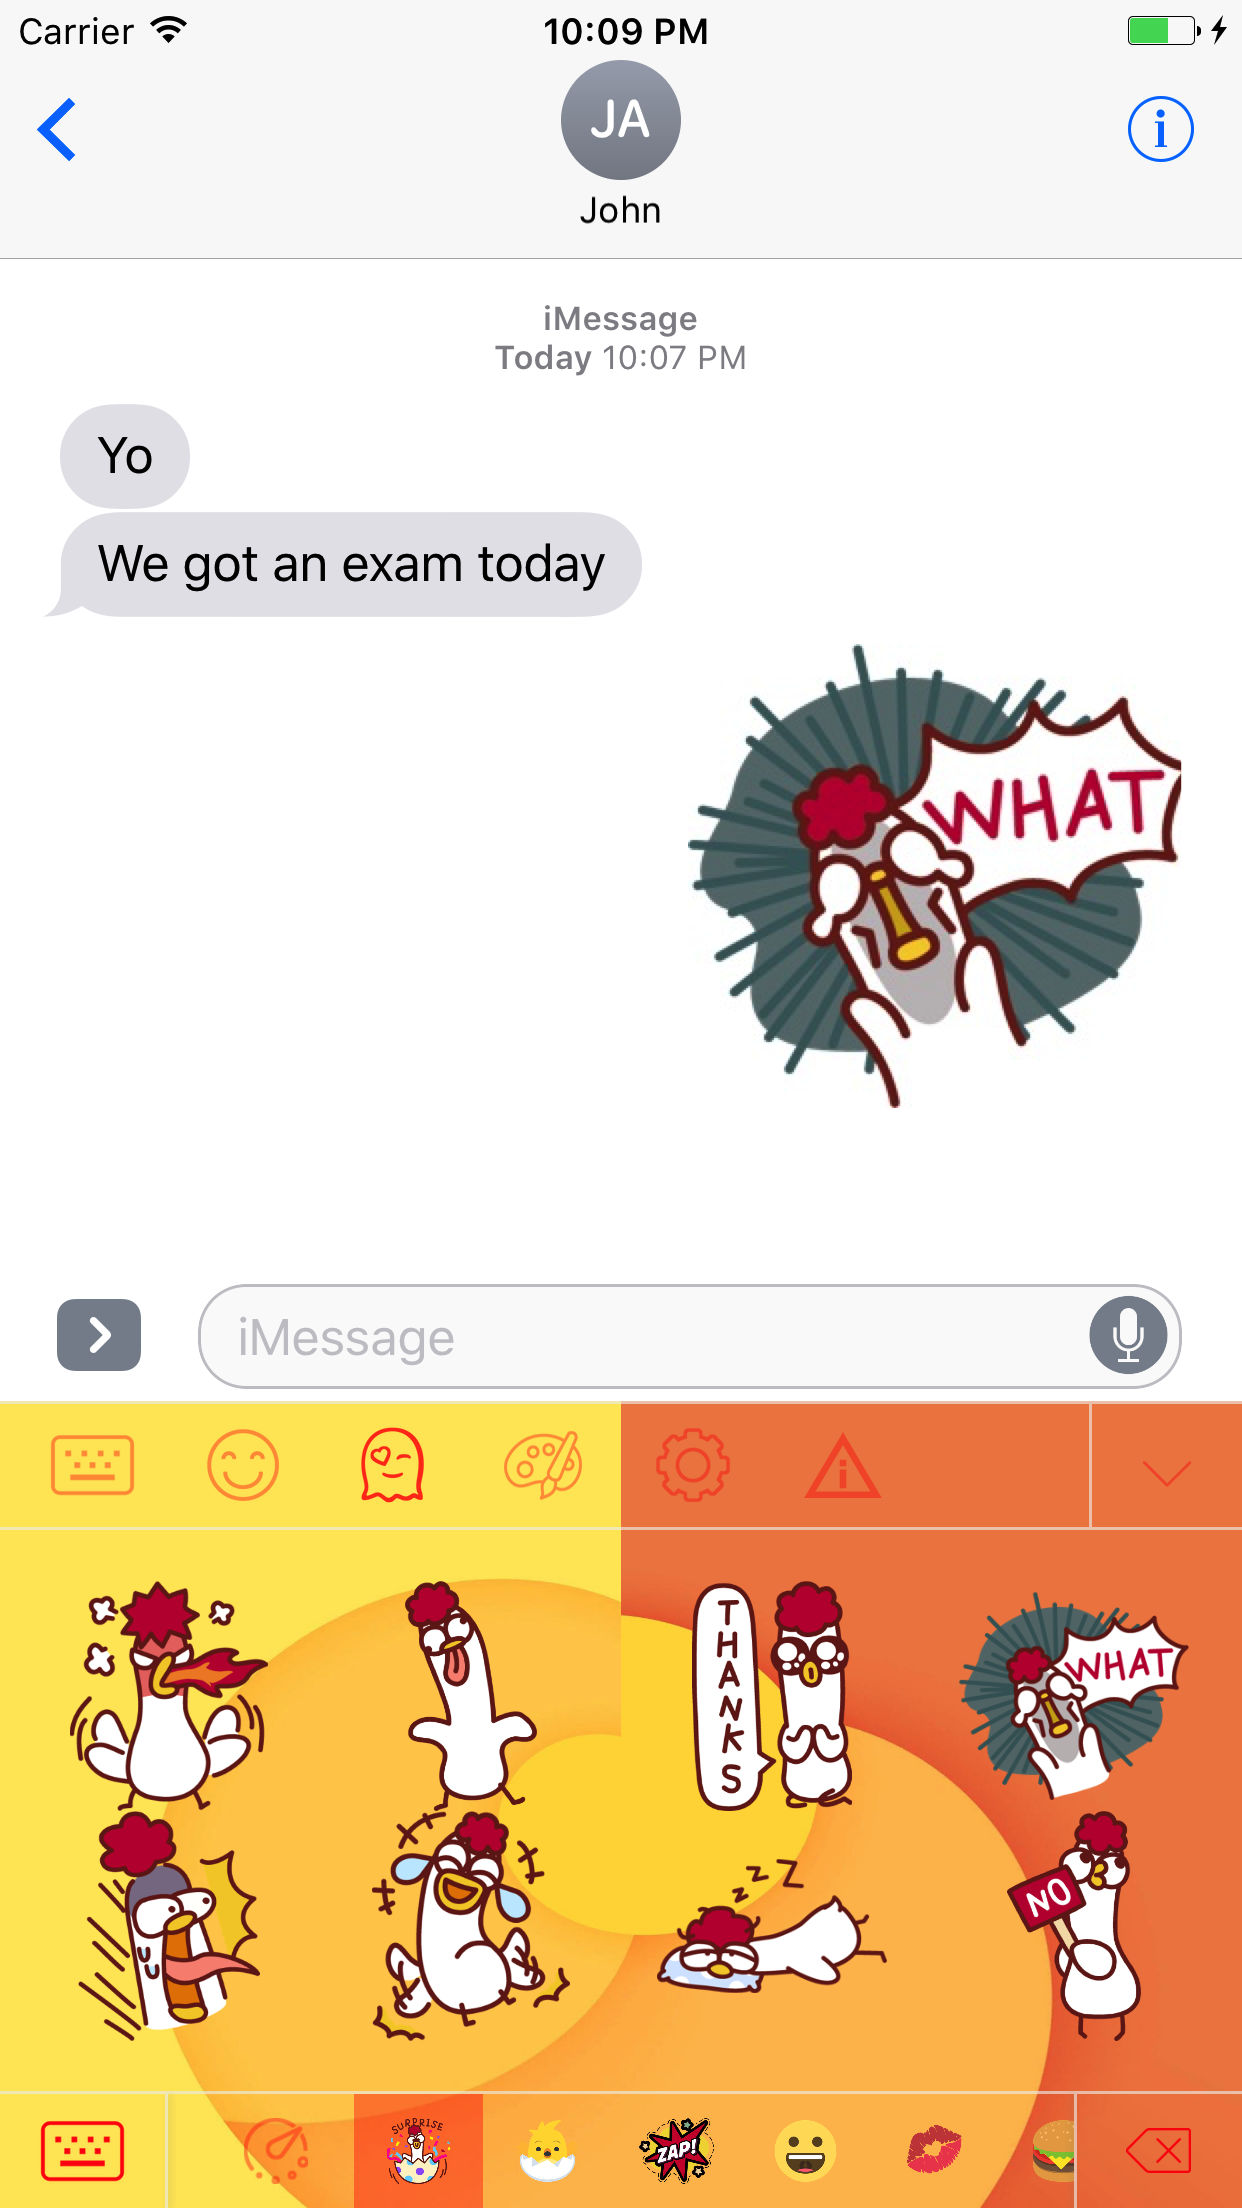 Carrier 10:09 PM
JA
John
iMessage
Today 10:07 PM
Yo
We got an exam today
WHAT
iMessage
THANKS
WHAT
zzZ
NO
SURPRISE
ZAP!